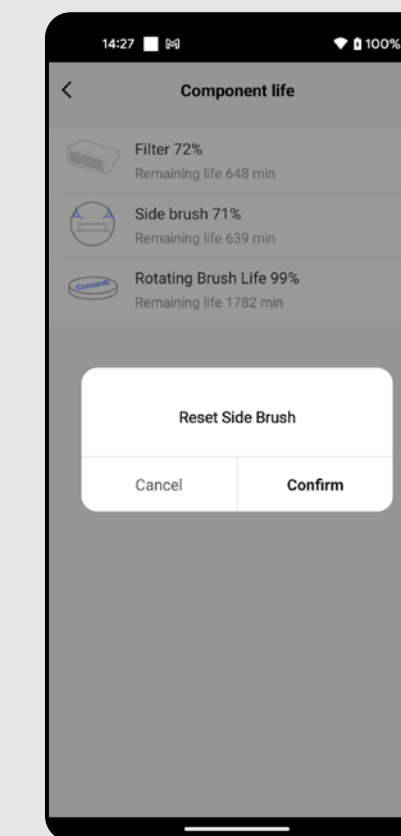 14:27
100%
Component life
Filter 72%
Remaining life 648 min
Side brush 71%
Remaining life 639 min
Rotating Brush Life 99%
Remaining life 1782 min
Reset Side Brush
Cancel Confirm